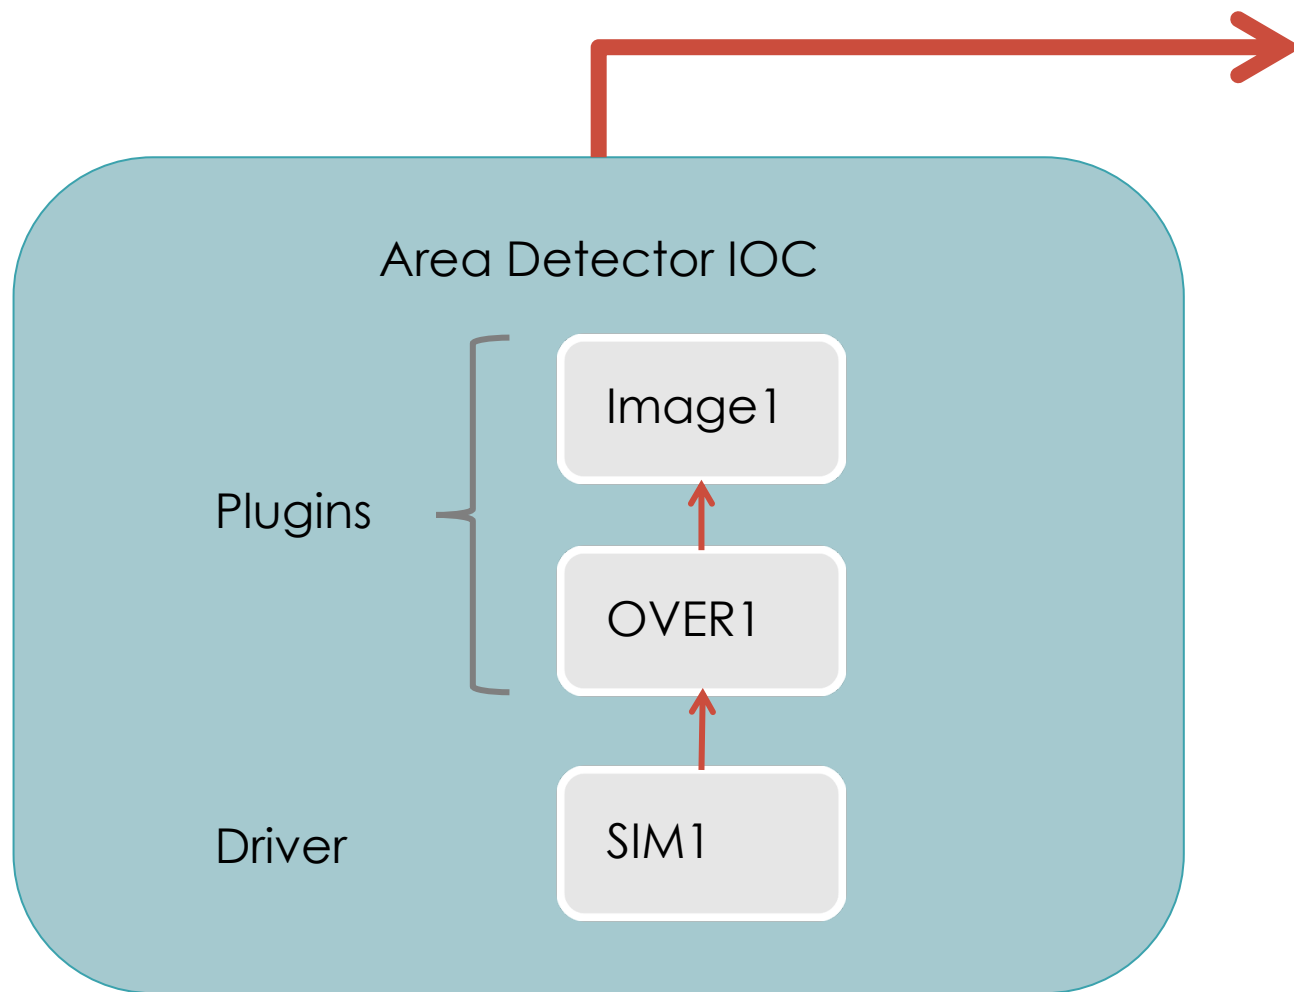 Area Detector IOC
Image1
Plugins
OVER1
Driver
SIM1